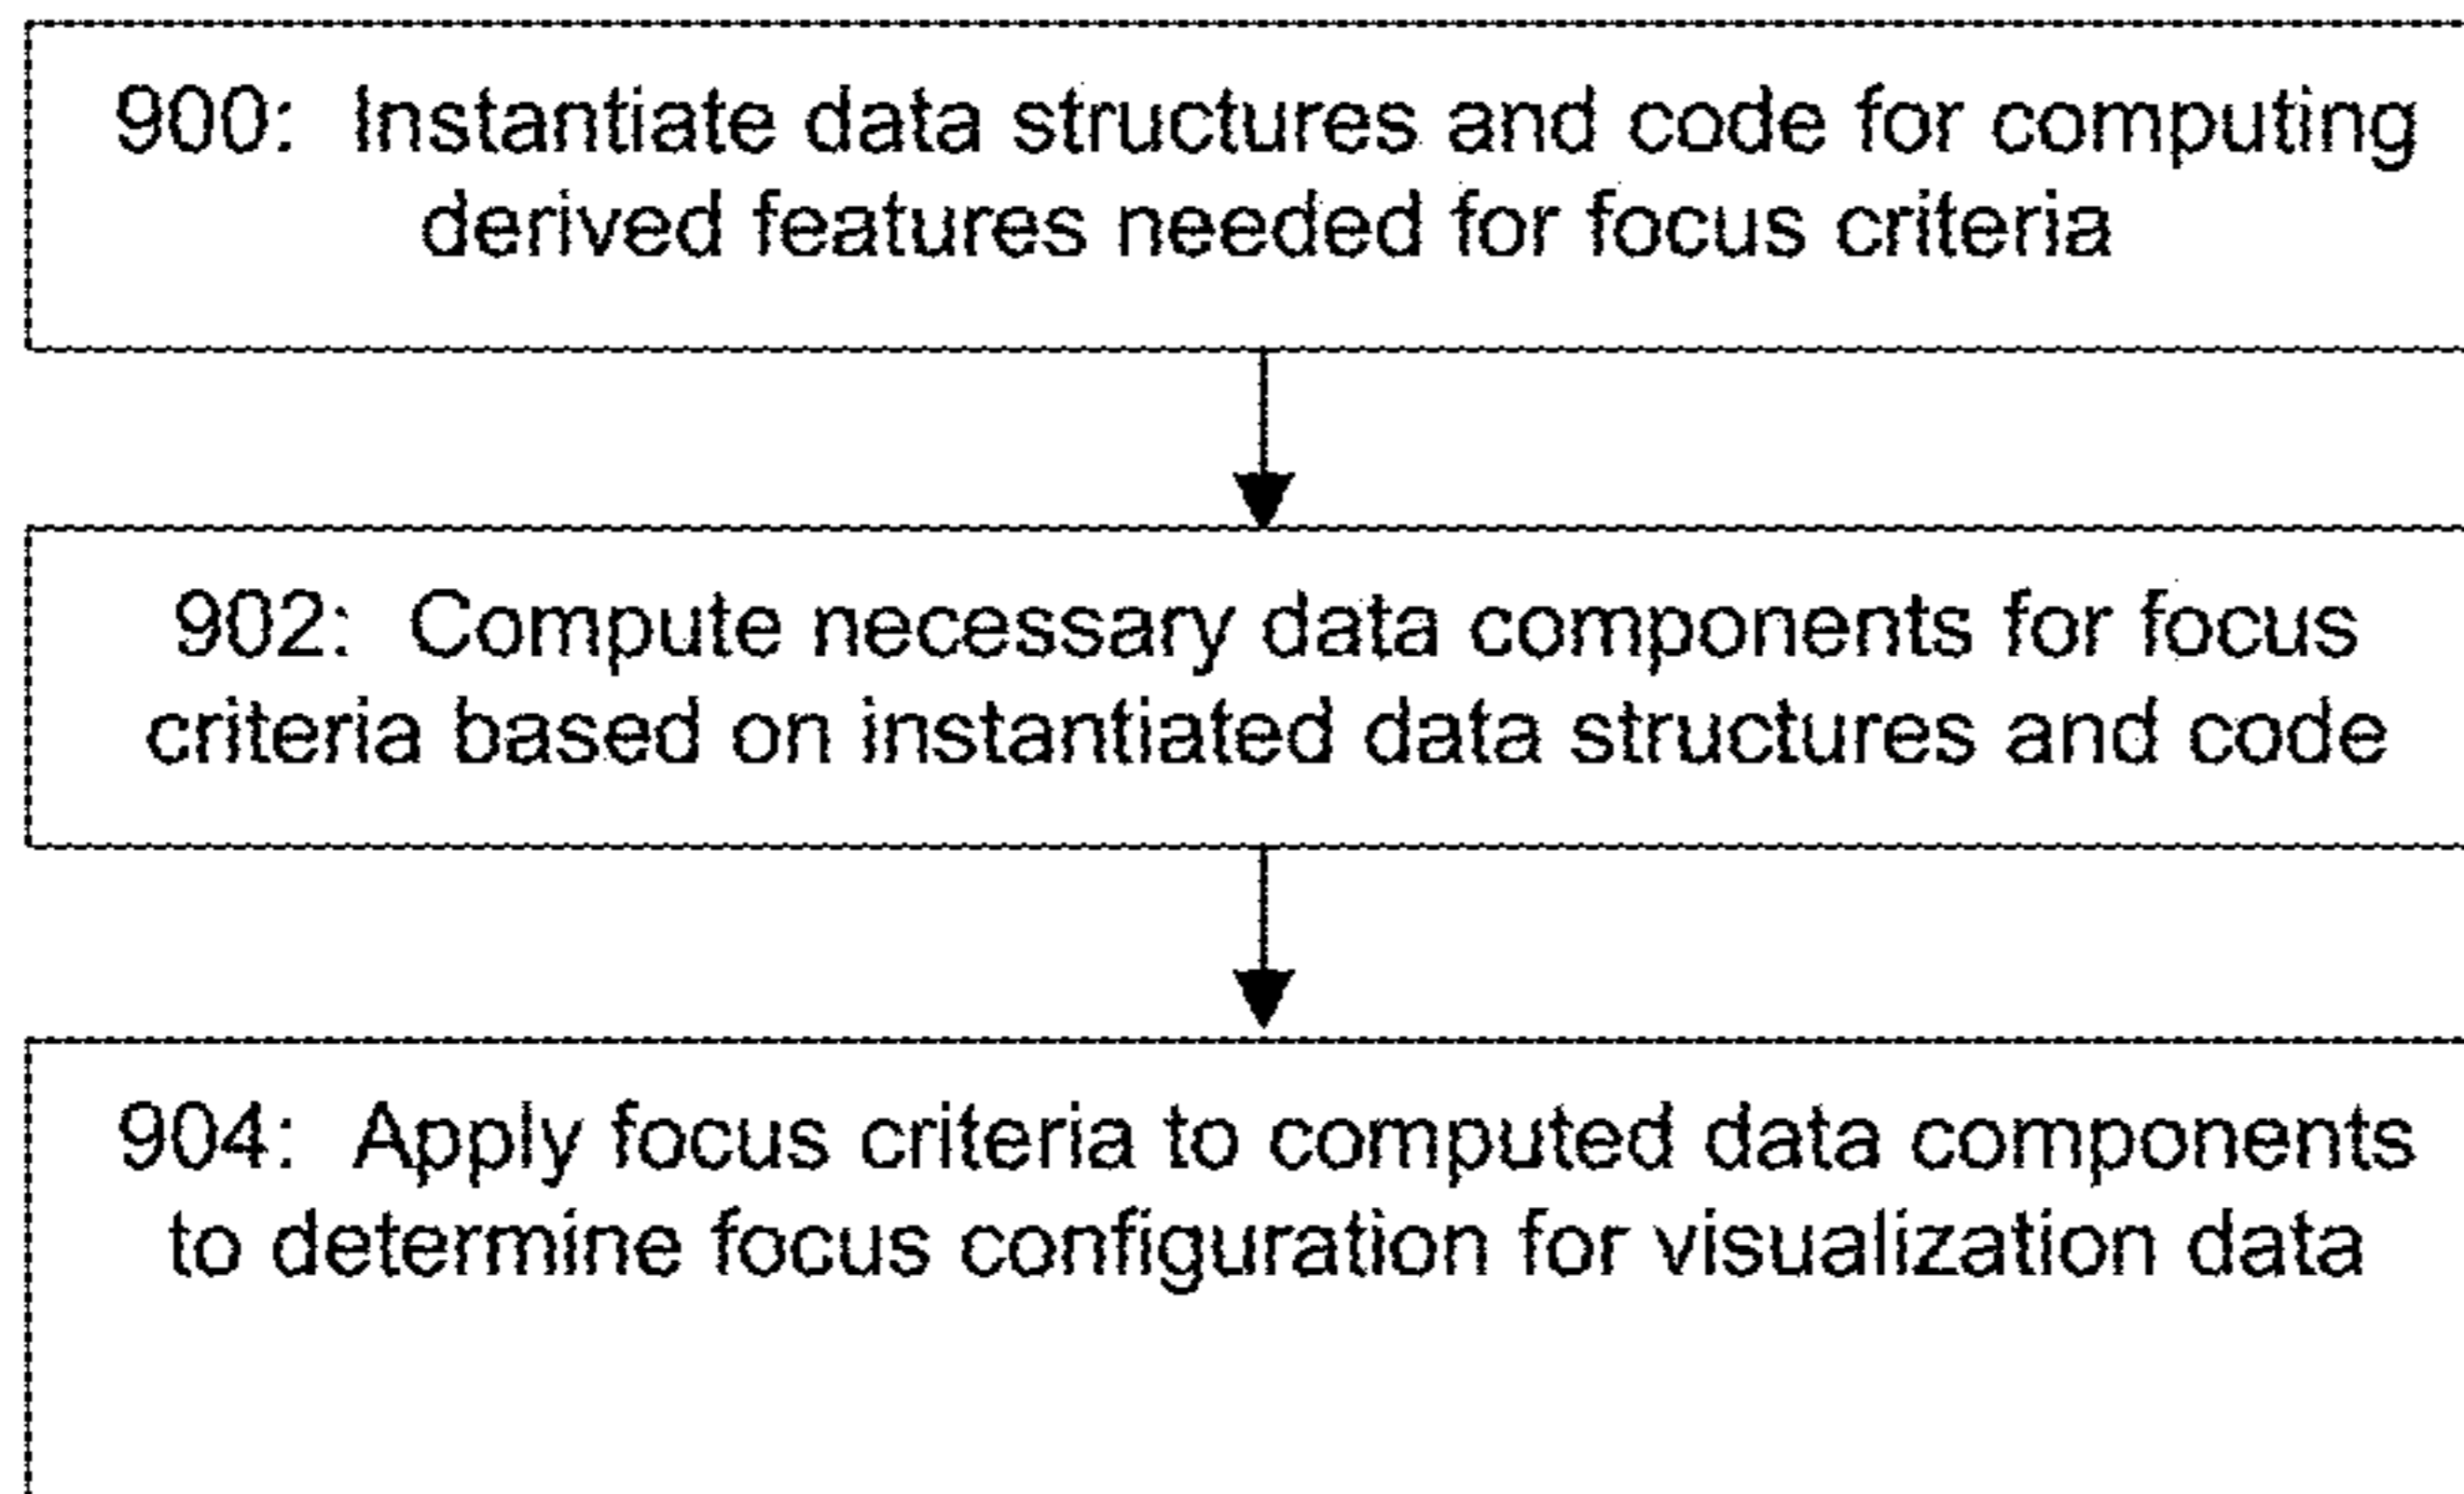 900: Instantiate data structures and code for computing
derived features needed for focus criteria
902: Compute necessary data components for focus
criteria based on instantiated data structures and code
904: Apply focus criteria to computed data components
to determine focus configuration for visualization data